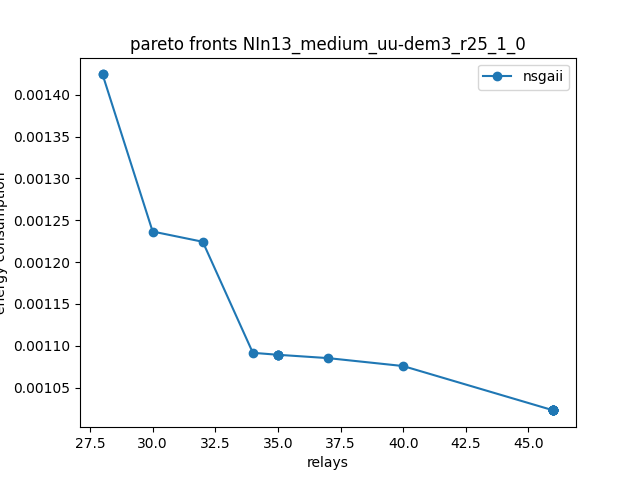 pareto fronts NIn13_medium_uu-dem3_r25_1_0
nsgaii
0.00140
0.00135
0.00130
0.00125
0.00120
0.00115
0.00110
0.00105
energy consumption
27.5 30.0 32.5 35.0 37.5 40.0 42.5 45.0
relays